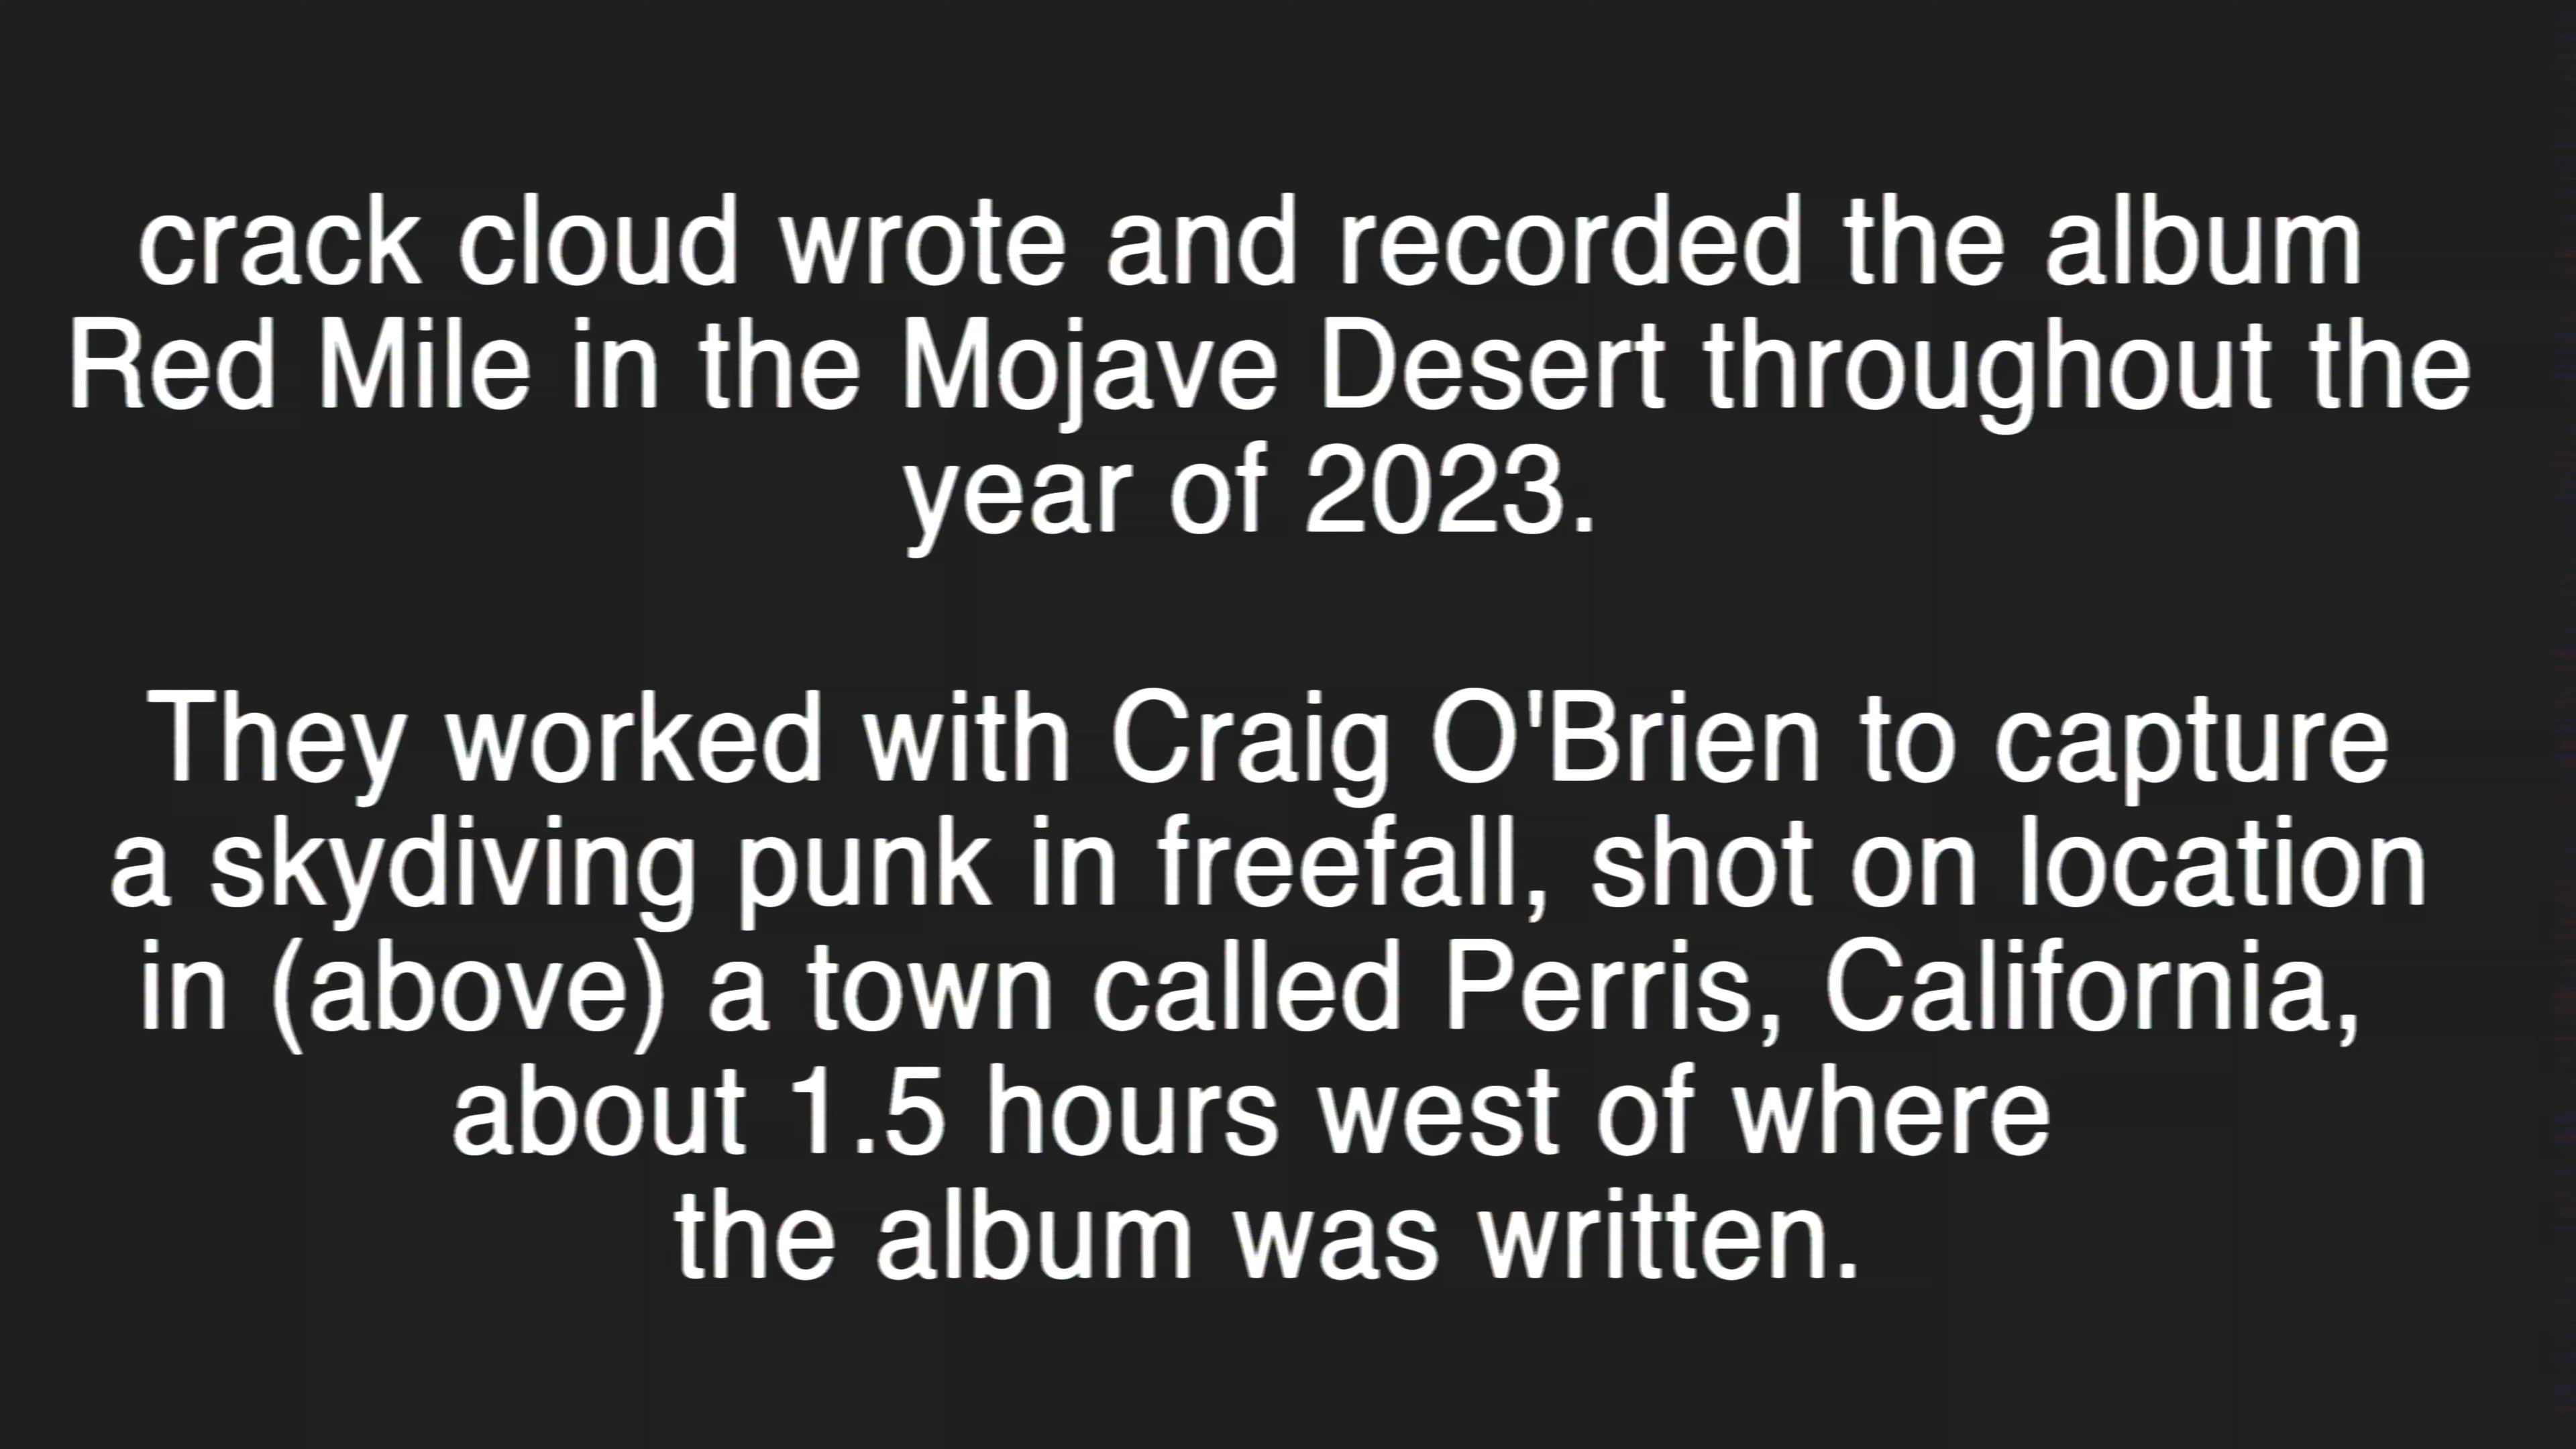 crack cloud wrote and recorded the album
Red Mile in the Mojave Desert throughout the
year of 2023.
They worked with Craig O'Brien to capture
a skydiving punk in freefall, shot on location
in (above) a town called Perris, California,
about 1.5 hours west of where
the album was written.